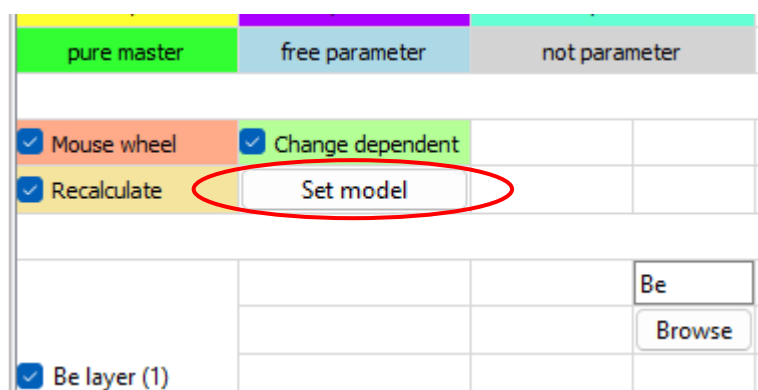 pure master free parameter not parameter
Mouse wheel Change dependent
Recalculate Set model
Be
Browse
Be layer (1)